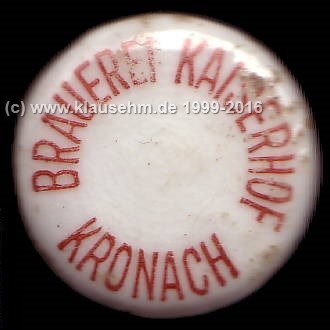 BRAUEREI KAISERHOF
KRONACH
(c) www.klausehm.de 1999-2016